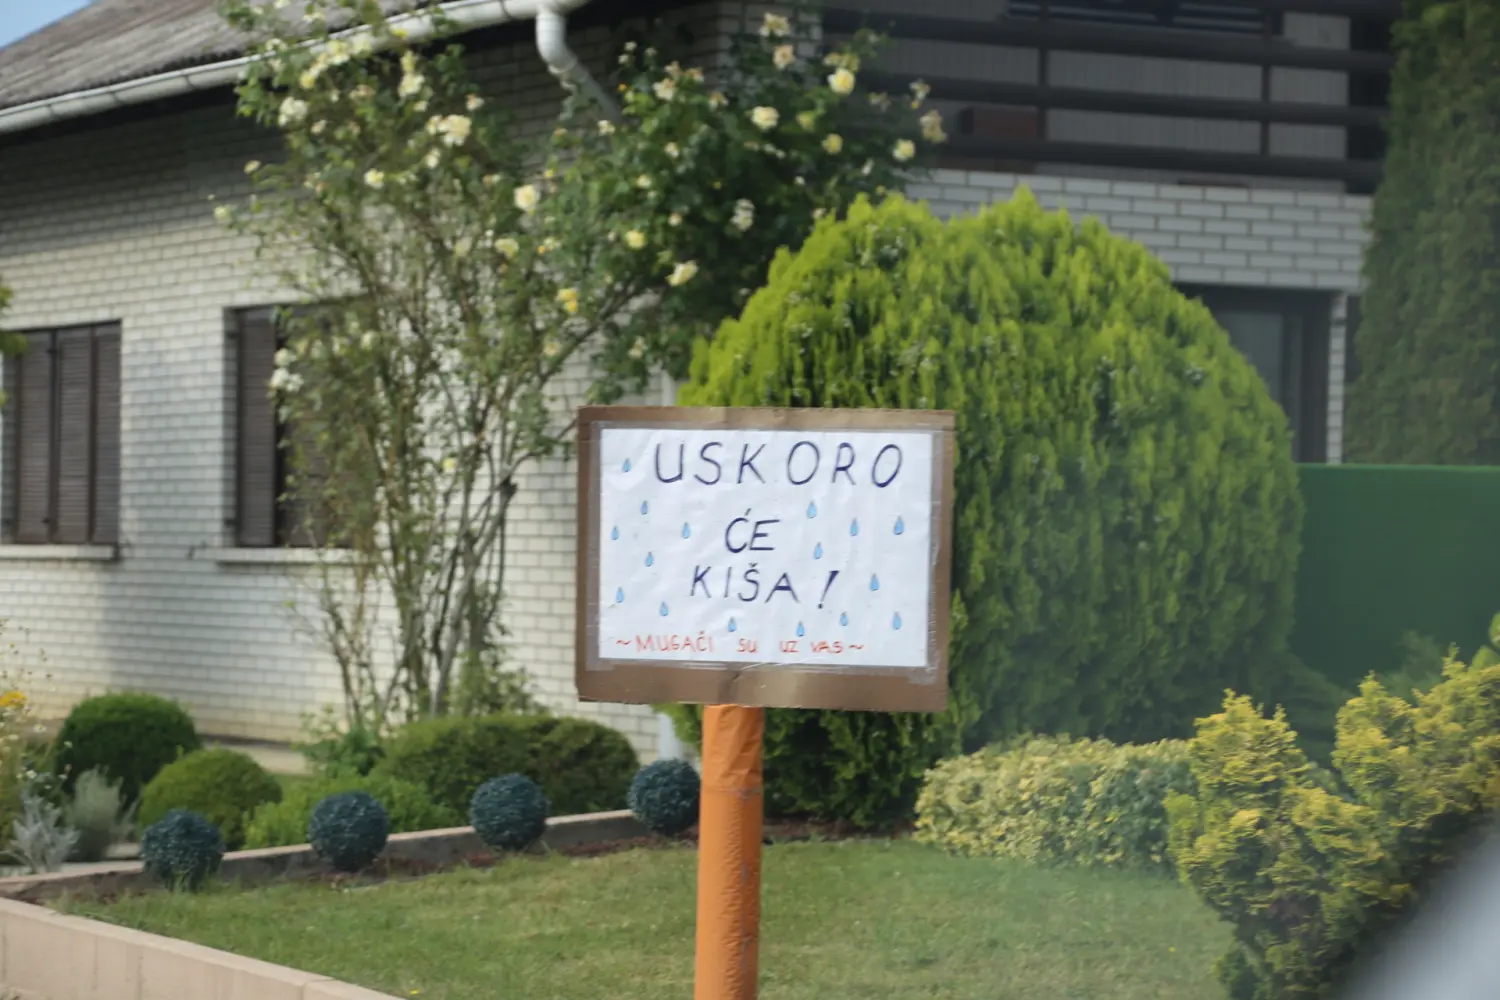 USKORO
ĆE
KIŠA!
~MUGAČI SU UZ VAS~